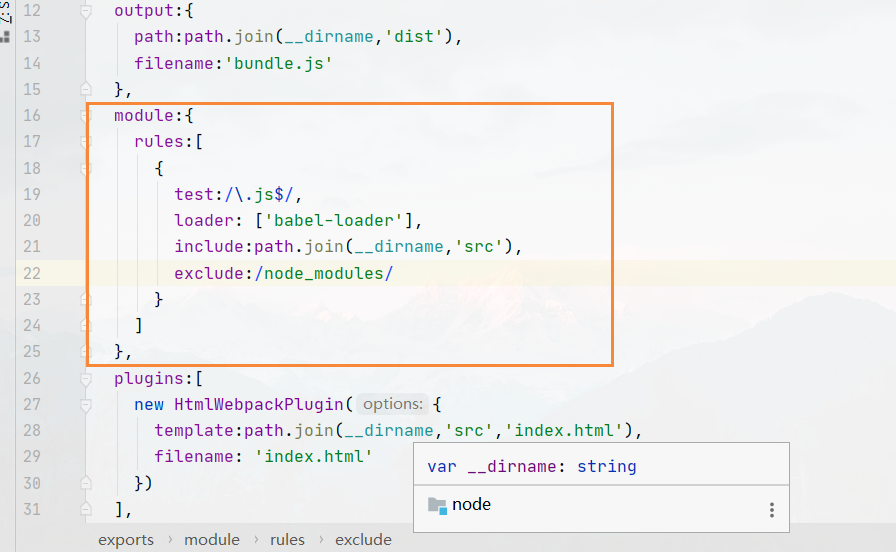 Z:S
12 output:{
13 path:path.join(__dirname,'dist'),
14 filename:'bundle.js'
15 },
16 module:{
17 rules:[
18 {
19 test:/\.js$/,
20 loader: ['babel-loader'],
21 include:path.join(__dirname,'src'),
22 exclude:/node_modules/
23 }
24 ]
25 },
26 plugins:[
27 new HtmlWebpackPlugin( options: {
28 template:path.join(__dirname,'src','index.html'),
29 filename: 'index.html'
30 })
31 ],
var __dirname: string
node
exports › module › rules › exclude